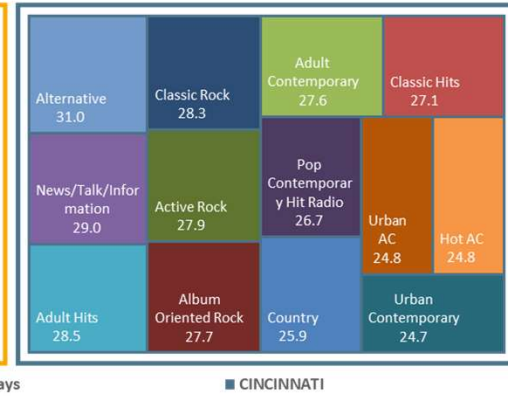 Alternative
31.0
Classic Rock
28.3
Adult
Contemporary
27.6
Classic Hits
27.1
News/Talk/Infor
mation
29.0
Active Rock
27.9
Pop
Contemporar
y Hit Radio
26.7
Urban
AC
24.8
Hot AC
24.8
Adult Hits
28.5
Album
Oriented Rock
27.7
Country
25.9
Urban
Contemporary
24.7
CINCINNATI